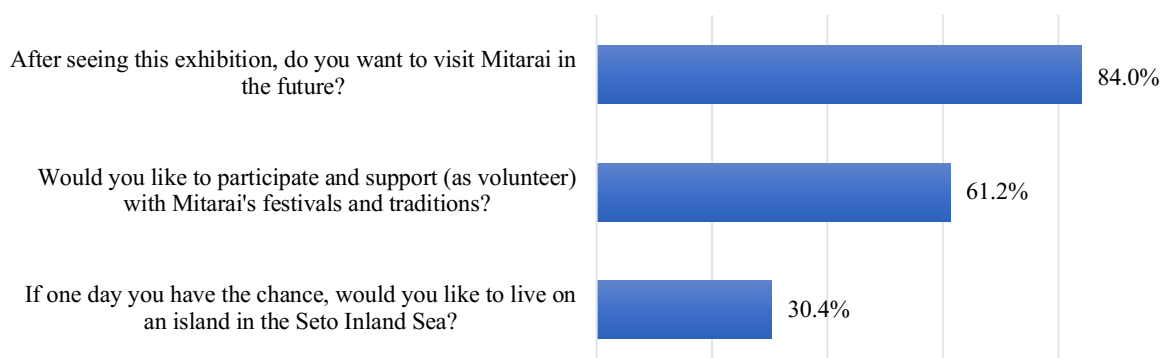 After seeing this exhibition, do you want to visit Mitarai in
the future?
84.0%
Would you like to participate and support (as volunteer)
with Mitarai's festivals and traditions?
61.2%
If one day you have the chance, would you like to live on
an island in the Seto Inland Sea?
30.4%